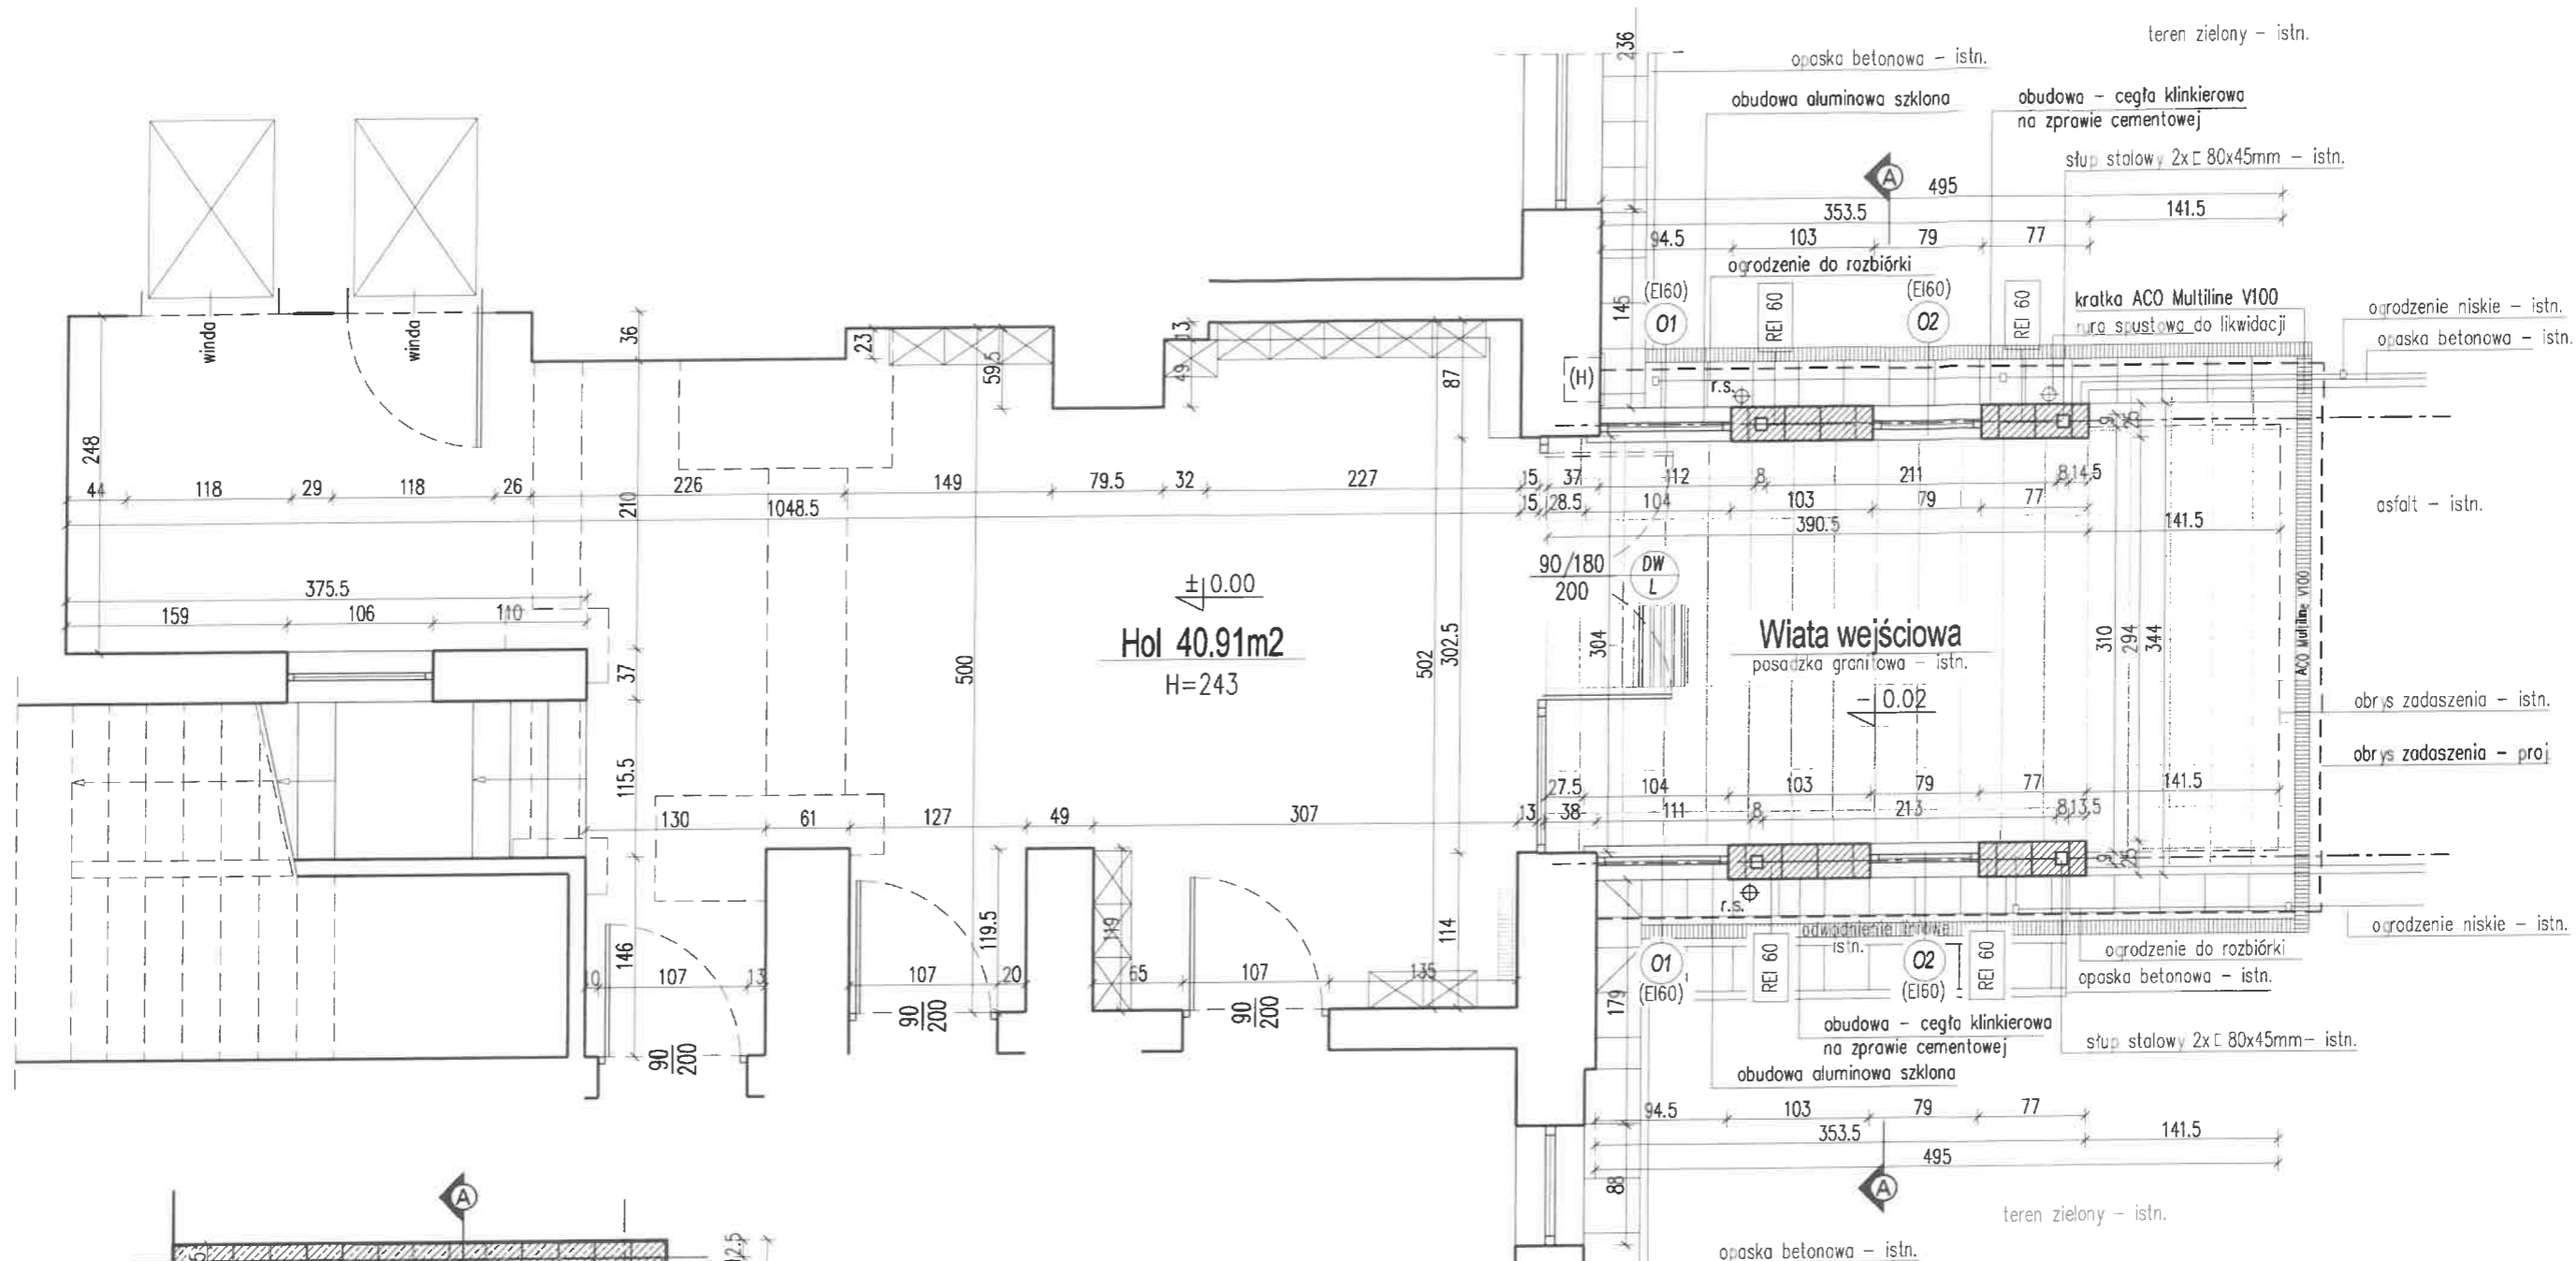 teren zielony – istn.
236
opaska betonowa – istn.
obudowa aluminowa szklona
obudowa – cegła klinkierowa
na zprawie cementowej
słup stalowy 2x⊏ 80x45mm – istn.
A
495
353.5
141.5
94.5
103
79
77
ogrodzenie do rozbiórki
145
(EI60)
O1
REI 60
(EI60)
O2
REI 60
kratka ACO Multiline V100
rura spustowa do likwidacji
ogrodzenie niskie – istn.
opaska betonowa – istn.
winda
winda
36
23
59.5
13
49
87
(H)
r.s.
9
25
248
44
118
29
118
26
226
149
79.5
32
227
15
37
112
8
211
8
14.5
210
1048.5
15
28.5
104
103
79
77
390.5
141.5
asfalt – istn.
375.5
159
106
110
±0.00
Hol 40.91m2
H=243
500
502
302.5
90/180
200
DW
L
304
Wiata wejściowa
posadzka granitowa – istn.
– 0.02
310
294
344
ACO Multiline V100
37
115.5
obrys zadaszenia – istn.
obrys zadaszenia – proj.
27.5
104
103
79
77
141.5
130
61
127
49
307
13
38
111
8
213
8
13.5
9
25
146
119.5
119
114
r.s.
odwodnienie liniowe
istn.
ogrodzenie niskie – istn.
10
107
13
107
20
65
107
135
O1
(EI60)
REI 60
O2
(EI60)
REI 60
ogrodzenie do rozbiórki
opaska betonowa – istn.
90
200
90
200
90
200
179
obudowa – cegła klinkierowa
na zprawie cementowej
słup stalowy 2x⊏ 80x45mm– istn.
obudowa aluminowa szklona
94.5
103
79
77
353.5
141.5
495
88
A
A
teren zielony – istn.
opaska betonowa – istn.
12.5